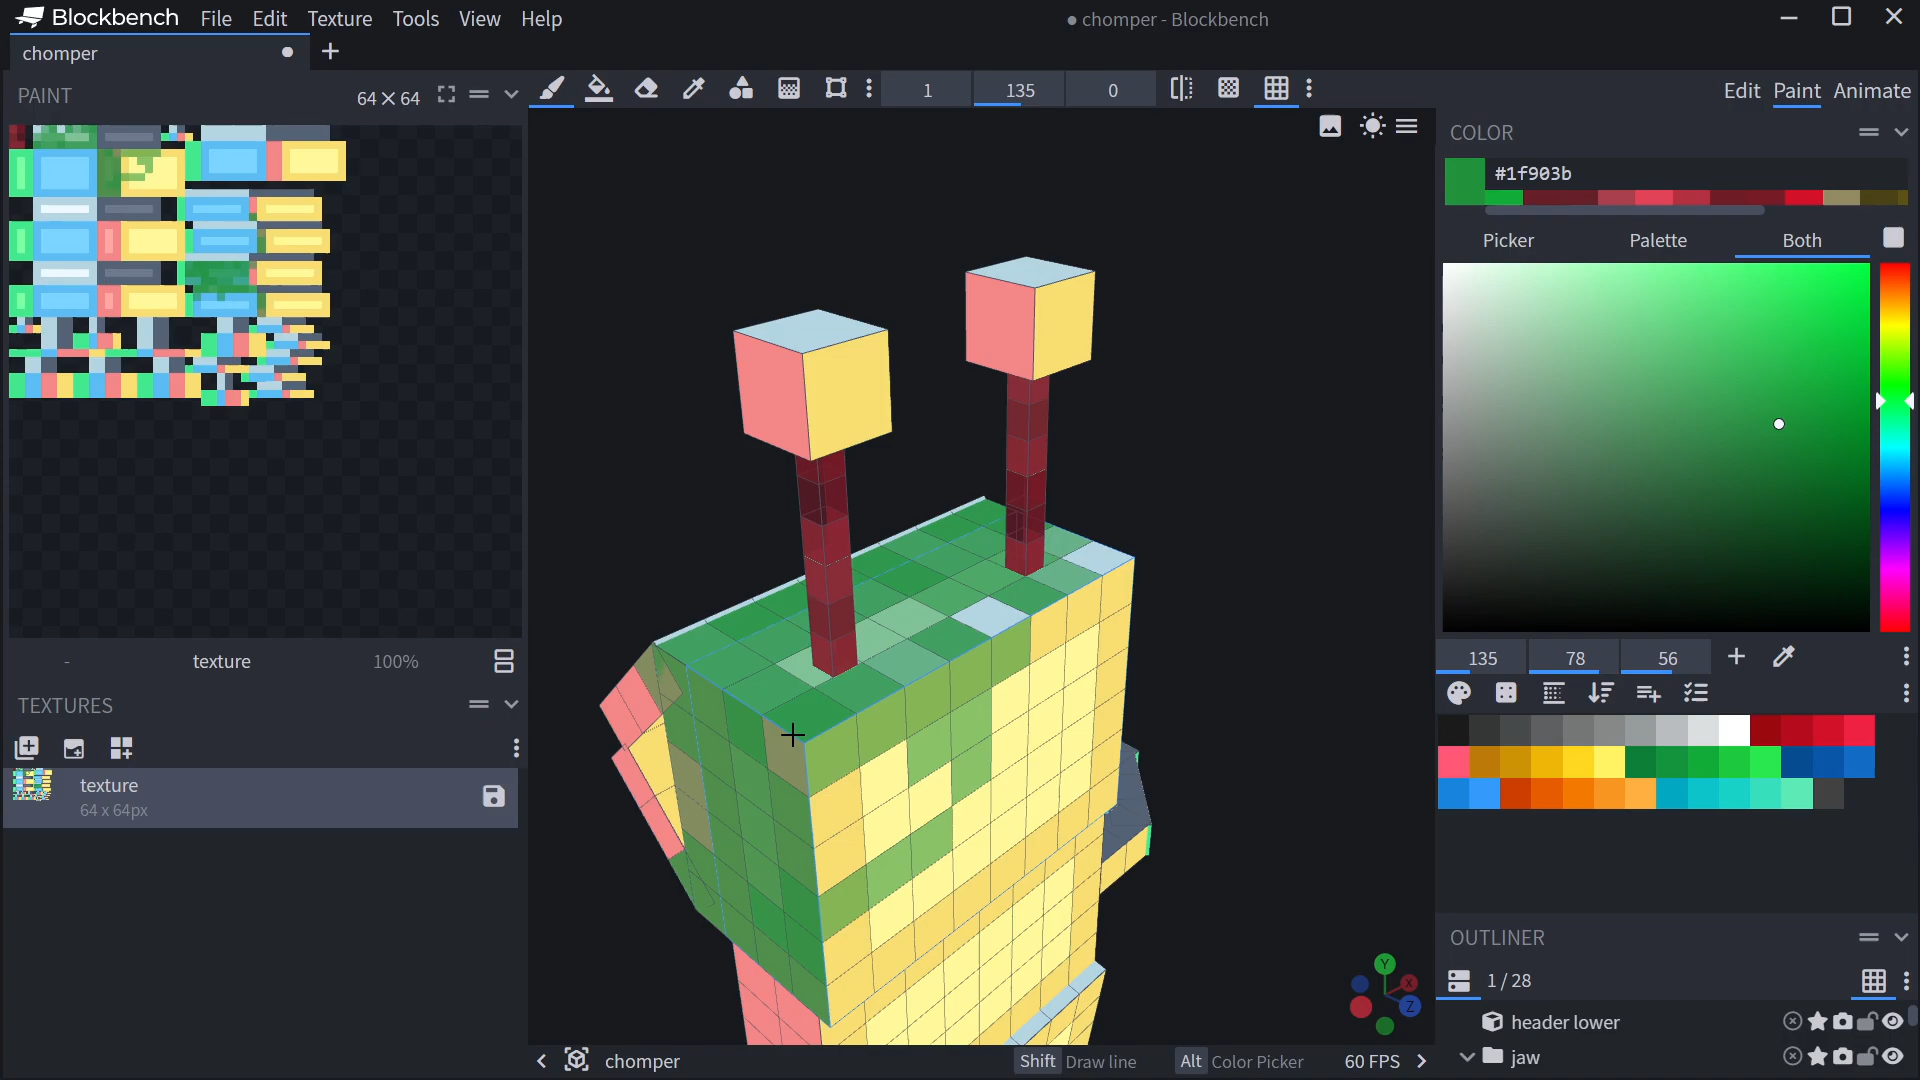 Blockbench File Edit Texture Tools View Help
chomper - Blockbench
chomper
PAINT
64×64
1
135
0
Edit Paint Animate
COLOR
#1f903b
Picker
Palette
Both
- texture 100%
TEXTURES
texture
64 x 64px
135
78
56
OUTLINER
1 / 28
header lower
jaw
Y
X
Z
chomper
Shift Draw line
Alt Color Picker
60 FPS